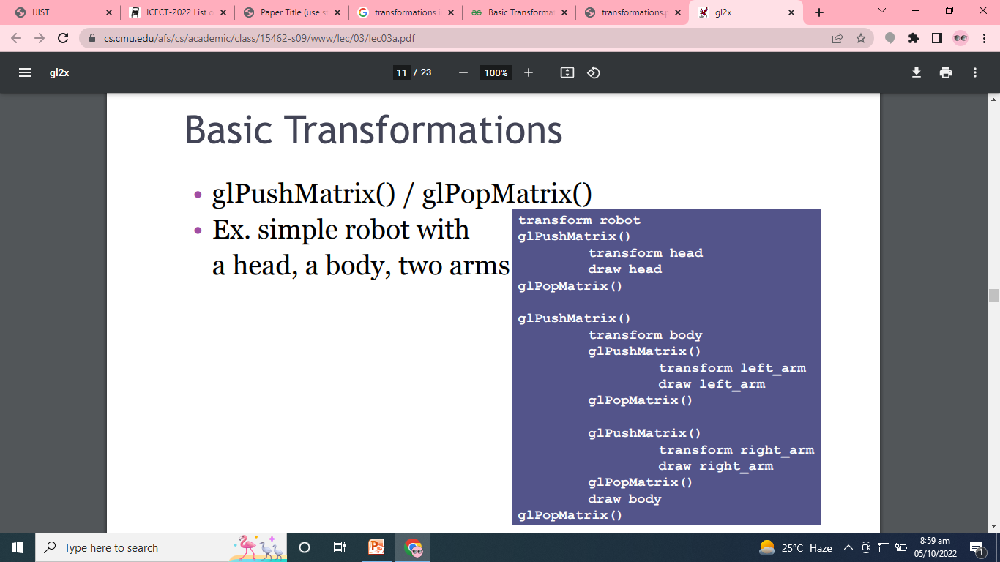 IJIST
ICECT-2022 List o
Paper Title (use s
transformations i
Basic Transforma
transformations.p
gl2x
cs.cmu.edu/afs/cs/academic/class/15462-s09/www/lec/03/lec03a.pdf
gl2x
11 / 23
100%
Basic Transformations
• glPushMatrix() / glPopMatrix()
• Ex. simple robot with
a head, a body, two arms
transform robot
glPushMatrix()
transform head
draw head
glPopMatrix()
glPushMatrix()
transform body
glPushMatrix()
transform left_arm
draw left_arm
glPopMatrix()
glPushMatrix()
transform right_arm
draw right_arm
glPopMatrix()
draw body
glPopMatrix()
Type here to search
25°C Haze
8:59 am
05/10/2022
1